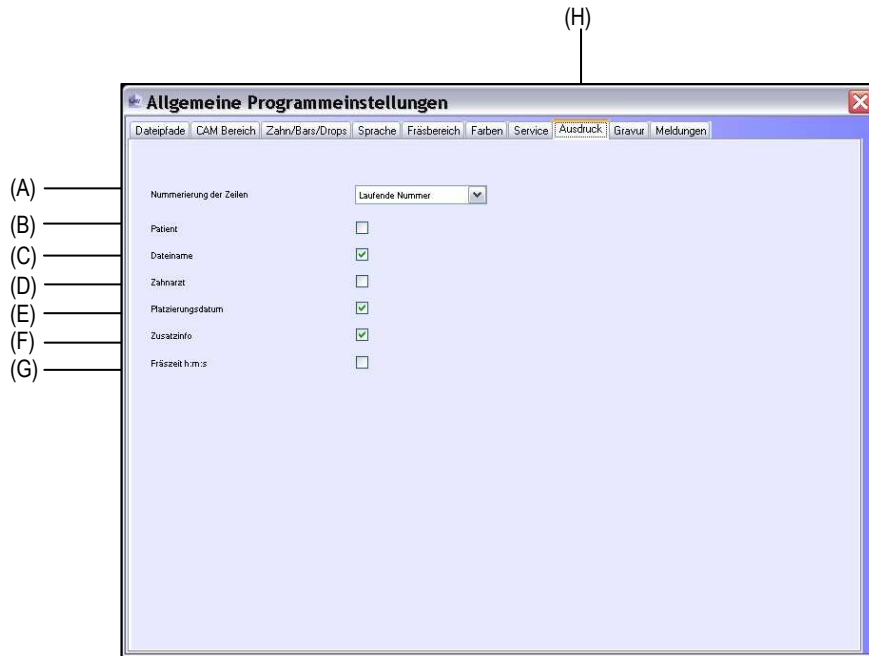 (H)
Allgemeine Programmeinstellungen
Dateipfade CAM Bereich Zahn/Bars/Drops Sprache Fräsbereich Farben Service Ausdruck Gravur Meldungen
(A) Nummerierung der Zeilen Laufende Nummer
(B) Patient
(C) Dateiname
(D) Zahnarzt
(E) Platzierungsdatum
(F) Zusatzinfo
(G) Fräszeit h:m:s